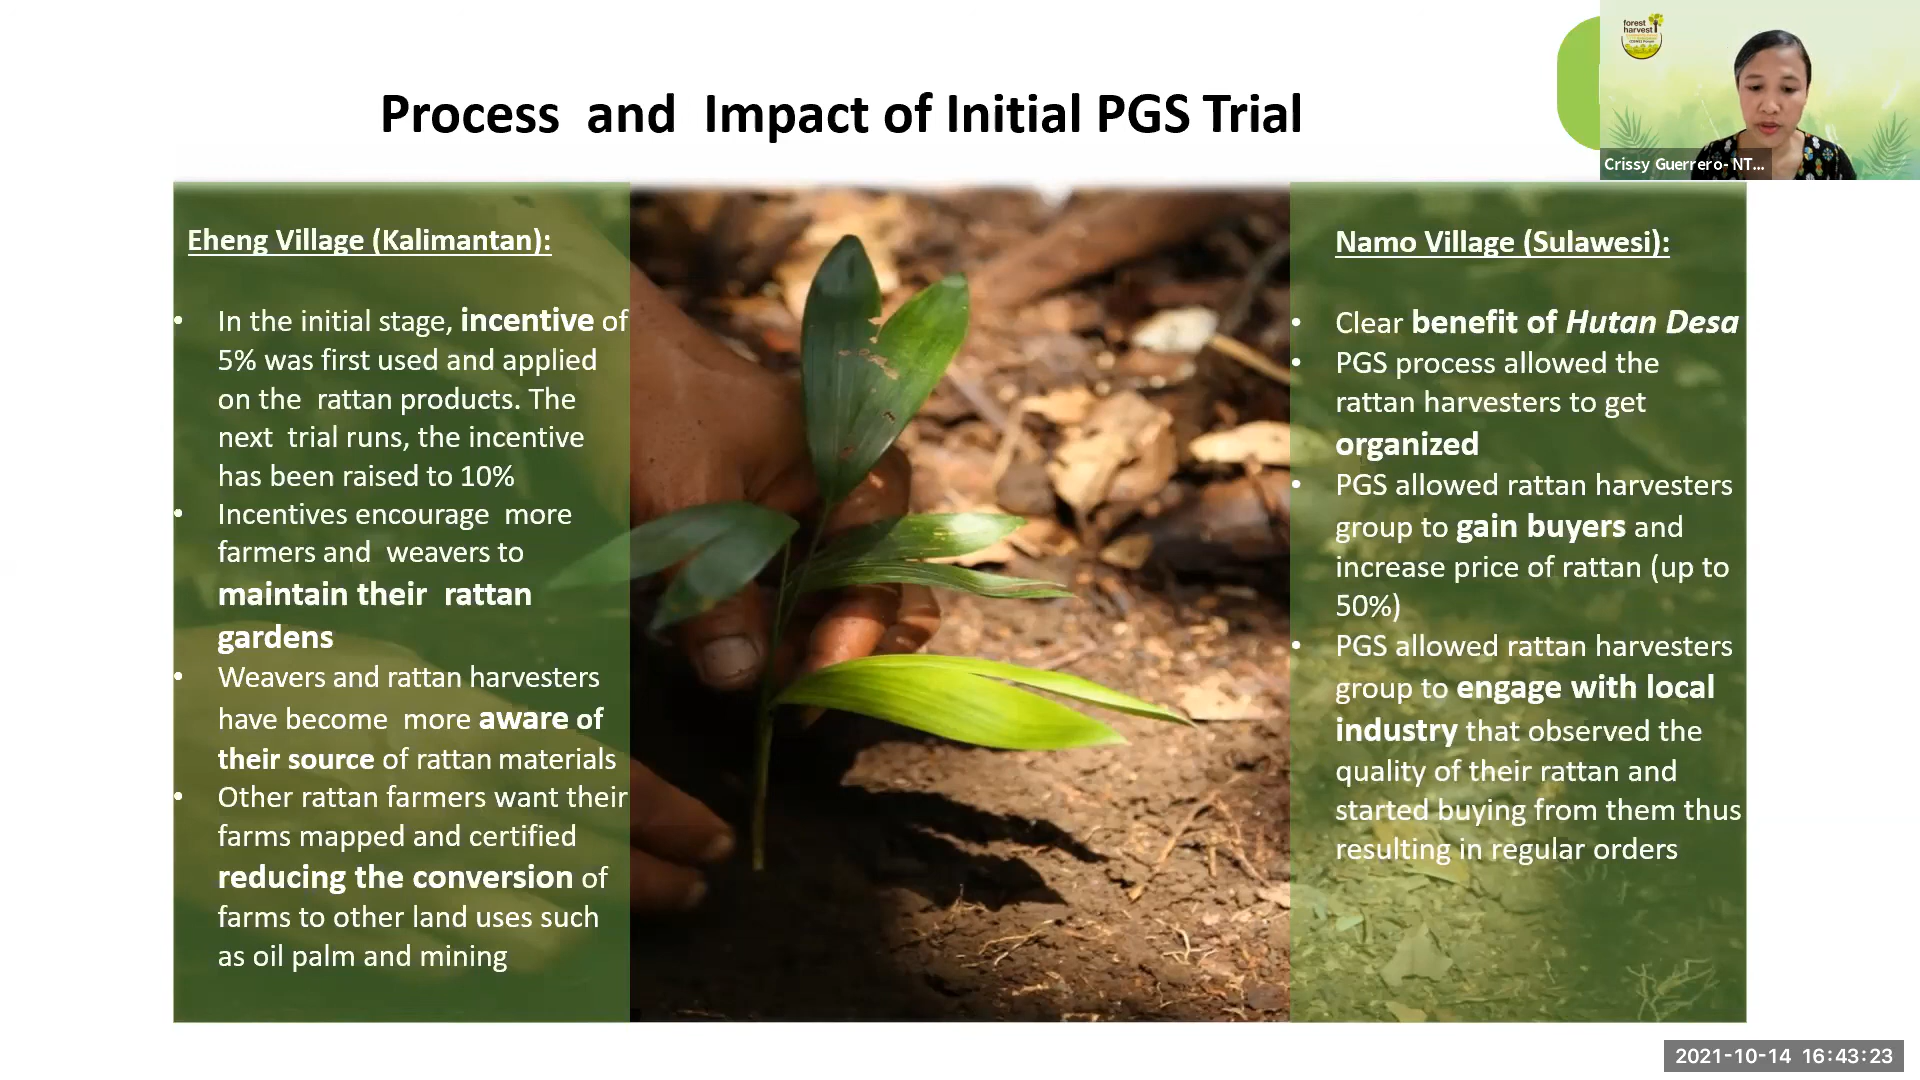 Process and Impact of Initial PGS Trial
forest
harvest
Crissy Guerrero- NT...
Eheng Village (Kalimantan):
• In the initial stage, incentive of
5% was first used and applied
on the rattan products. The
next trial runs, the incentive
has been raised to 10%
• Incentives encourage more
farmers and weavers to
maintain their rattan
gardens
• Weavers and rattan harvesters
have become more aware of
their source of rattan materials
• Other rattan farmers want their
farms mapped and certified
reducing the conversion of
farms to other land uses such
as oil palm and mining
Namo Village (Sulawesi):
• Clear benefit of Hutan Desa
• PGS process allowed the
rattan harvesters to get
organized
• PGS allowed rattan harvesters
group to gain buyers and
increase price of rattan (up to
50%)
• PGS allowed rattan harvesters
group to engage with local
industry that observed the
quality of their rattan and
started buying from them thus
resulting in regular orders
2021-10-14 16:43:23